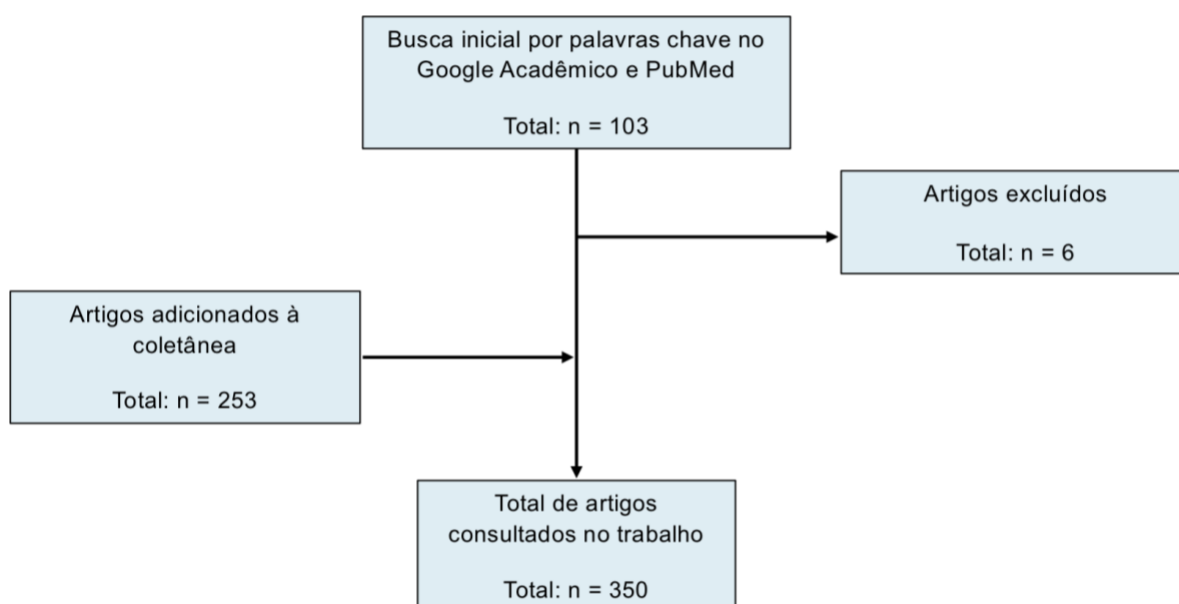 Busca inicial por palavras chave no
Google Acadêmico e PubMed
Total: n = 103
Artigos excluídos
Total: n = 6
Artigos adicionados à
coletânea
Total: n = 253
Total de artigos
consultados no trabalho
Total: n = 350